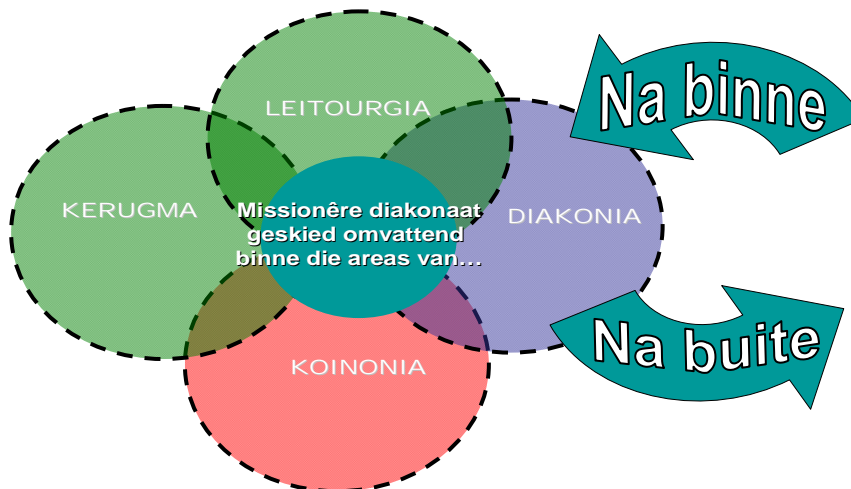 LEITOURGIA
Na binne
KERUGMA
Missionêre diakonaat
geskied omvattend
binne die areas van…
DIAKONIA
Na buite
KOINONIA